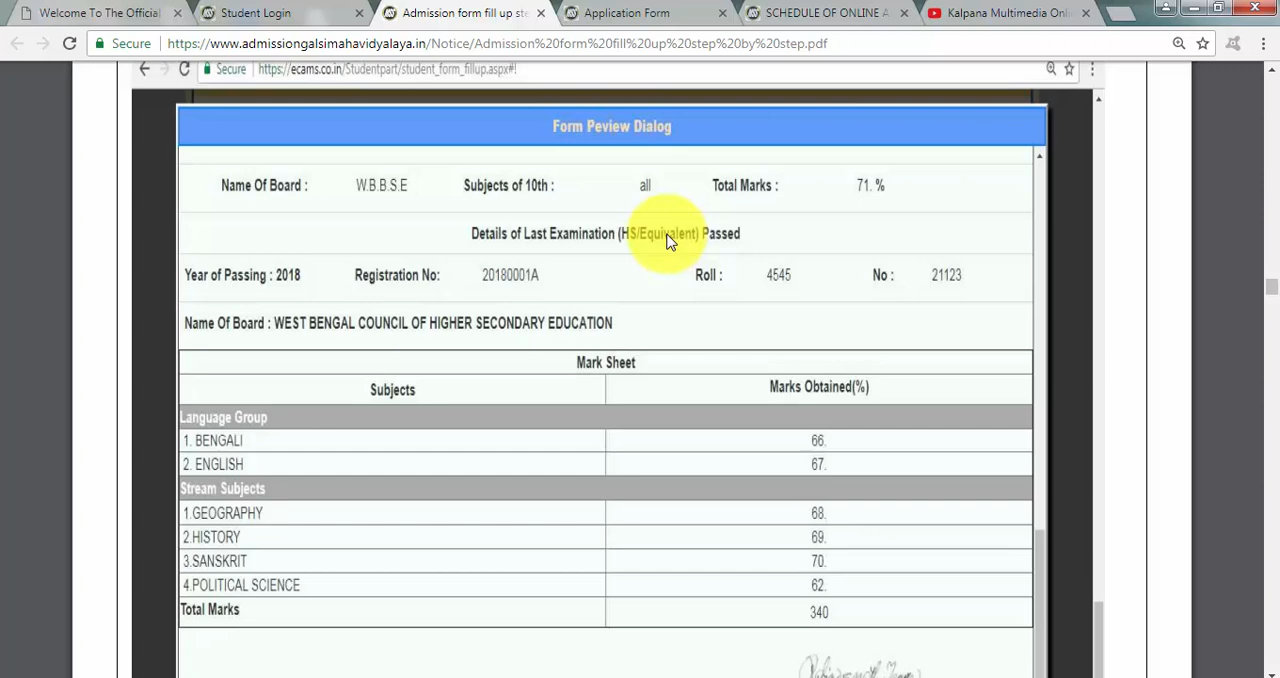 Welcome To The Official
Student Login
Admission form fill up ste
Application Form
SCHEDULE OF ONLINE A
Kalpana Multimedia Onl
Secure https://www.admissiongalsimahavidyalaya.in/Notice/Admission%20form%20fill%20up%20step%20by%20step.pdf
Secure https://ecams.co.in/Studentpart/student_form_fillup.aspx#!
Form Peview Dialog
Name Of Board : W.B.B.S.E Subjects of 10th : all Total Marks : 71. %
Details of Last Examination (HS/Equivalent) Passed
Year of Passing : 2018 Registration No: 20180001A Roll : 4545 No : 21123
Name Of Board : WEST BENGAL COUNCIL OF HIGHER SECONDARY EDUCATION
Mark Sheet
Subjects Marks Obtained(%)
Language Group
1. BENGALI 66.
2. ENGLISH 67.
Stream Subjects
1.GEOGRAPHY 68.
2.HISTORY 69.
3.SANSKRIT 70.
4.POLITICAL SCIENCE 62.
Total Marks 340